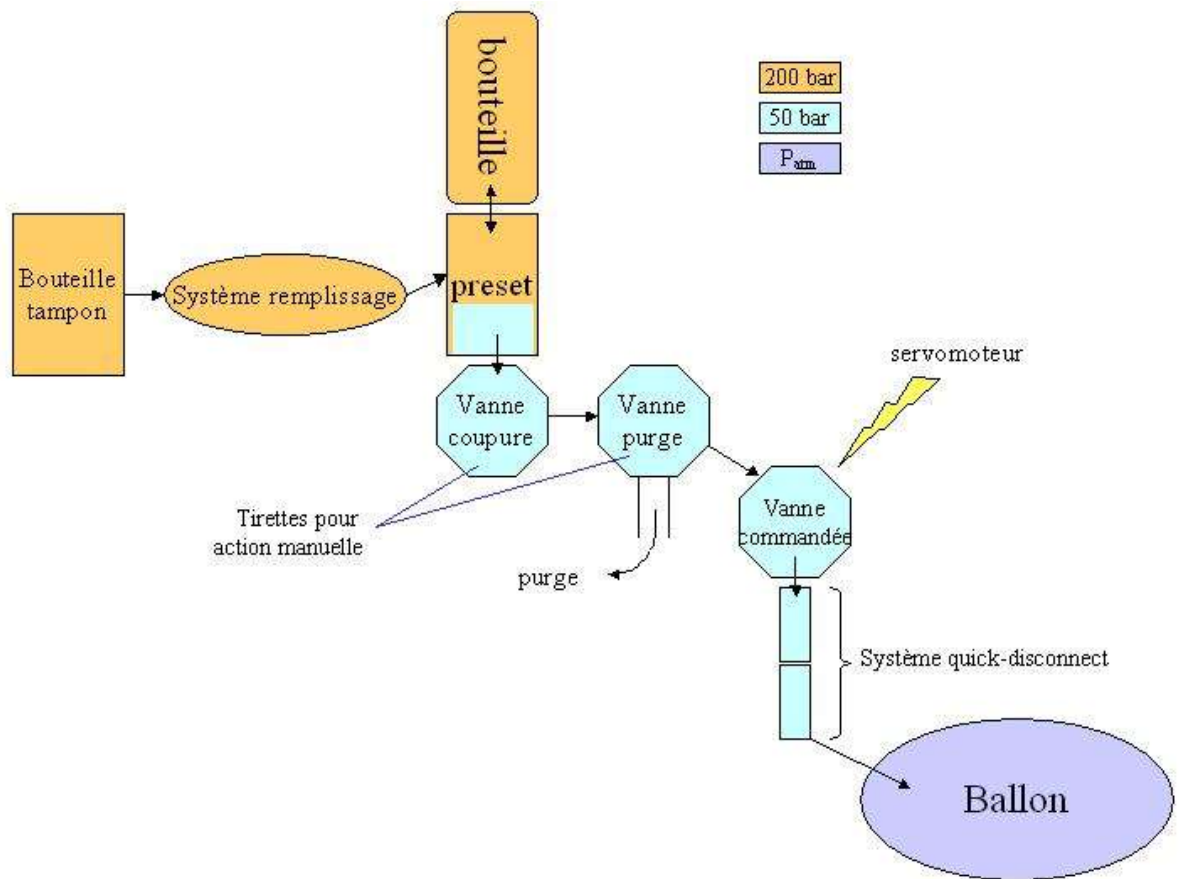 bouteille
200 bar
50 bar
Patm
Bouteille
tampon
Système remplissage
preset
servomoteur
Vanne
coupure
Vanne
purge
Vanne
commandée
Tirettes pour
action manuelle
purge
Système quick-disconnect
Ballon